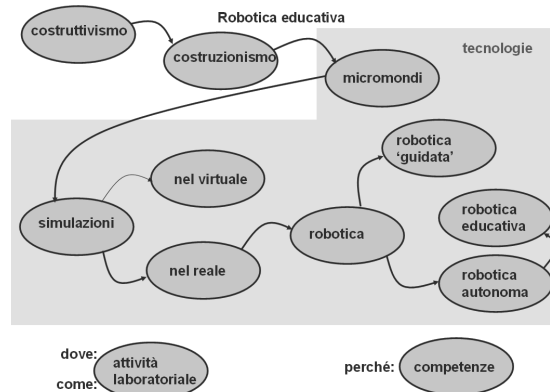 Robotica educativa
costruttivismo
costruzionismo
tecnologie
micromondi
robotica
‘guidata’
nel virtuale
simulazioni
robotica
robotica
educativa
nel reale
robotica
autonoma
dove:
attività
laboratoriale
come:
perché:
competenze